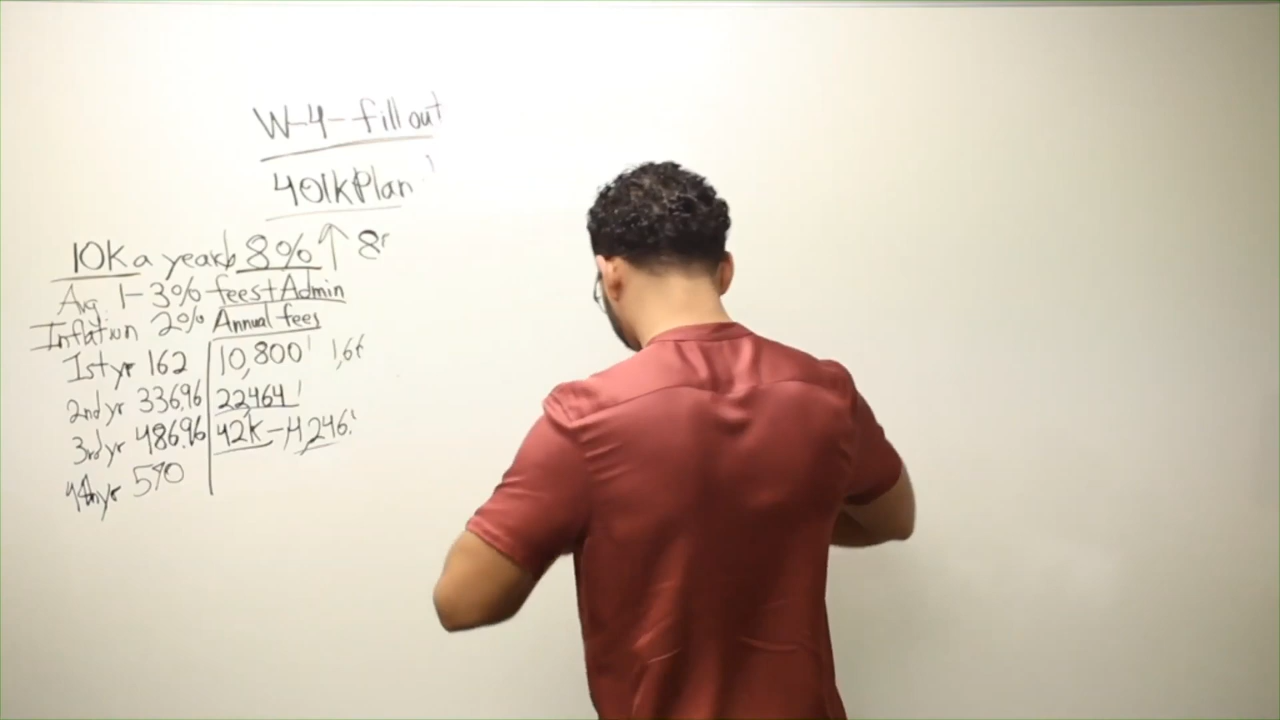 W-4- fill out
401k Plan
10K a year 8% ↑ 8
Avg. 1-3% fees + Admin
Inflation 2% Annual fees
1st yr 162 10,800 1,6
2nd yr 336.96 22464
3rd yr 486.96 42K -
4th yr 570